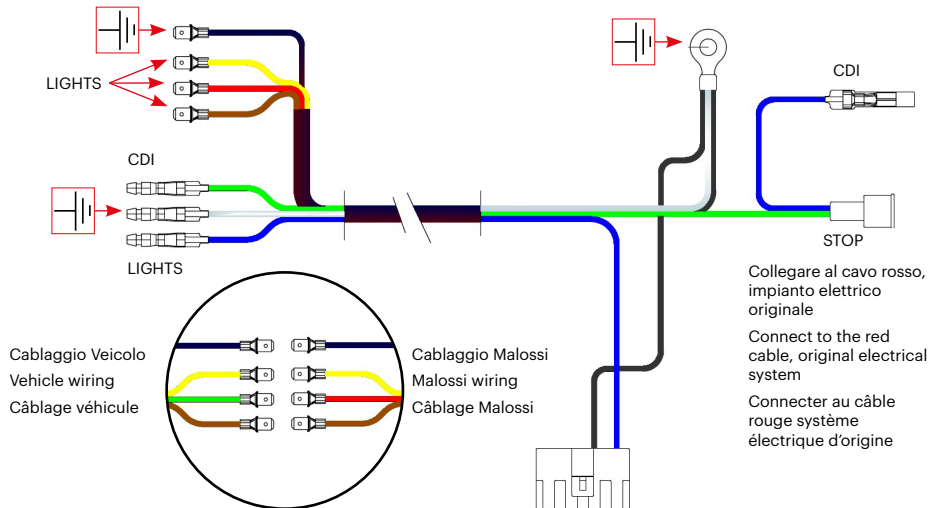 LIGHTS
CDI
CDI
LIGHTS
STOP
Collegare al cavo rosso,
impianto elettrico
originale
Connect to the red
cable, original electrical
system
Connecter au câble
rouge système
électrique d’origine
Cablaggio Veicolo
Vehicle wiring
Câblage véhicule
Cablaggio Malossi
Malossi wiring
Câblage Malossi